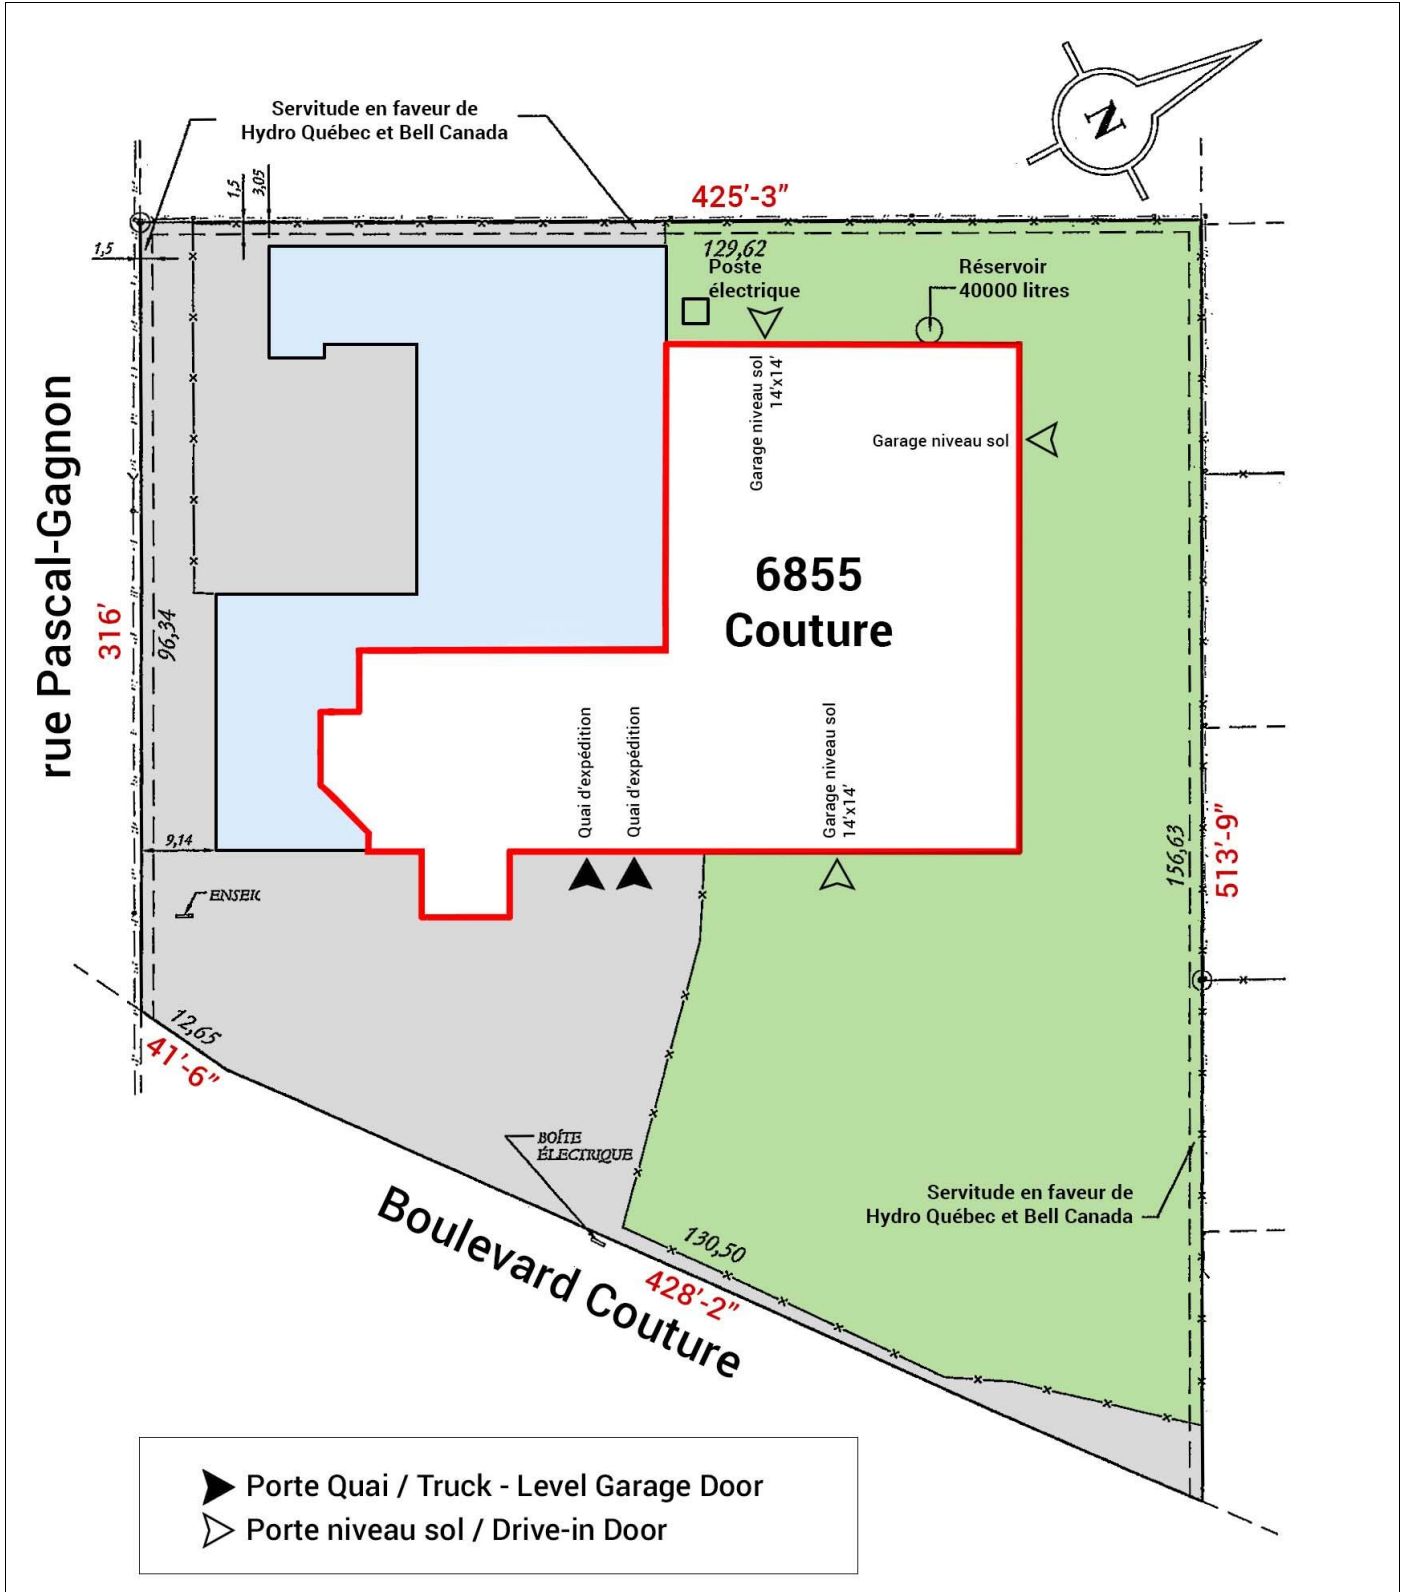 Servitude en faveur de
Hydro Québec et Bell Canada
N
1,5
3,05
1,5
425'-3"
129,62
Poste
électrique
Réservoir
40000 litres
Garage niveau sol
14'x14'
Garage niveau sol
rue Pascal-Gagnon
316'
96,34
6855
Couture
Quai d'expédition
Quai d'expédition
Garage niveau sol
14'x14'
9,14
ENSEIC
156,63
513'-9"
12,65
41'-6"
BOÎTE
ÉLECTRIQUE
Servitude en faveur de
Hydro Québec et Bell Canada
130,50
428'-2"
Boulevard Couture
Porte Quai / Truck - Level Garage Door
Porte niveau sol / Drive-in Door